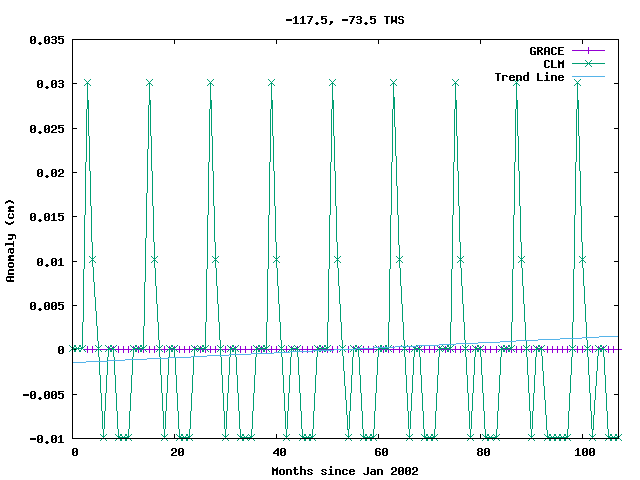 -117.5, -73.5 TWS
GRACE
CLM
Trend Line
0.035
0.03
0.025
0.02
0.015
0.01
0.005
0
-0.005
-0.01
Anomaly (cm)
0 20 40 60 80 100
Months since Jan 2002